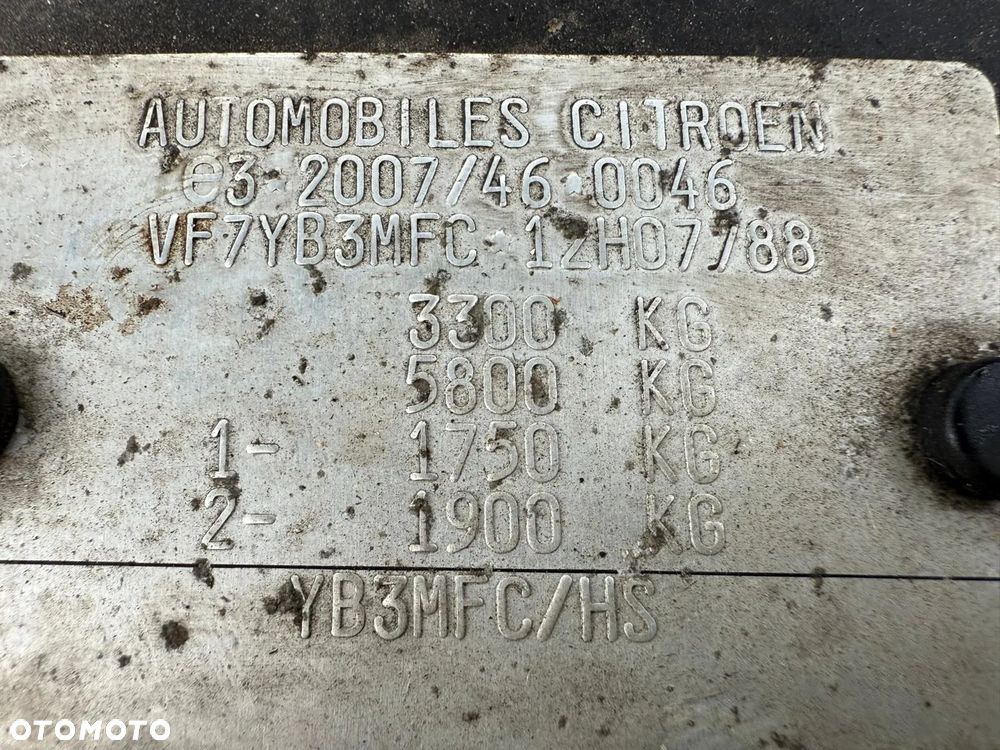 AUTOMOBILES CITROEN
e3*2007/46*0046
VF7YB3MFC 12H07788
3300 KG
5800 KG
1- 1750 KG
2- 1900 KG
YB3MFC/HS
OTOMOTO